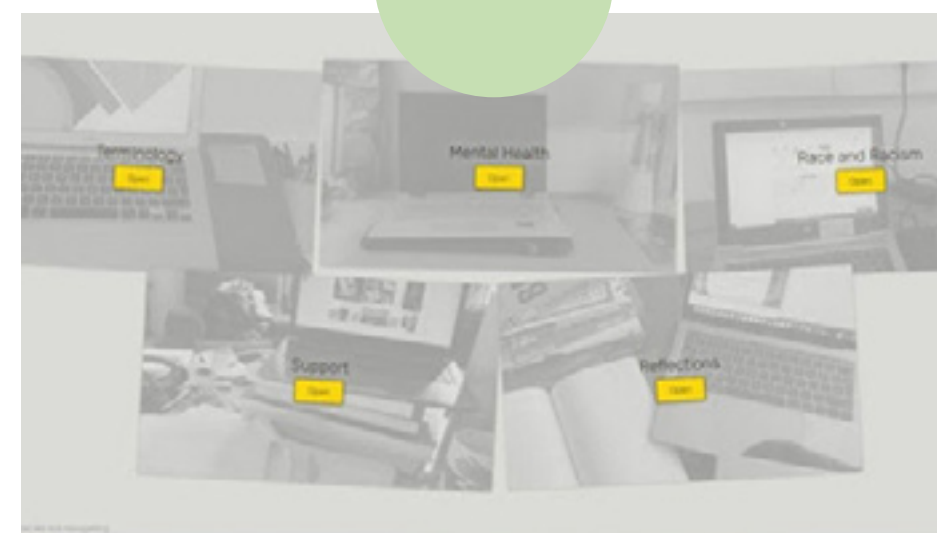 Terminology
Open
Mental Health
Open
Race and Racism
Open
Support
Open
Reflections
Open